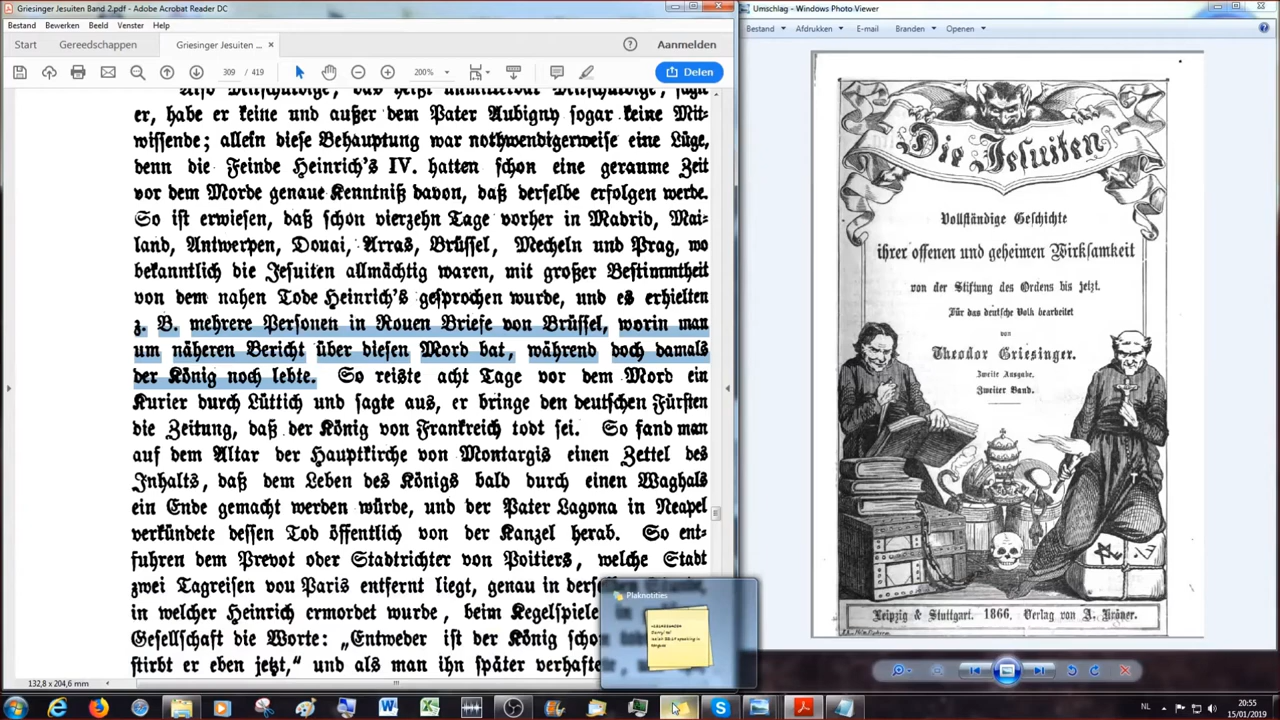 Griesinger Jesuiten Band 2.pdf - Adobe Acrobat Reader DC
Bestand Bewerken Beeld Venster Help
Start Gereedschappen Griesinger Jesuiten ... × Aanmelden
309 / 419 200% Delen
er, habe er keine und außer dem Pater Aubigny sogar keine Mit-
wissende; allein diese Behauptung war nothwendigerweise eine Lüge,
denn die Feinde Heinrich's IV. hatten schon eine geraume Zeit
vor dem Morde genaue Kenntniß davon, daß derselbe erfolgen werde.
So ist erwiesen, daß schon vierzehn Tage vorher in Madrid, Mai-
land, Antwerpen, Douai, Arras, Brüssel, Mecheln und Prag, wo
bekanntlich die Jesuiten allmächtig waren, mit großer Bestimmtheit
von dem nahen Tode Heinrich's gesprochen wurde, und es erhielten
z. B. mehrere Personen in Rouen Briefe von Brüssel, worin man
um näheren Bericht über diesen Mord bat, während doch damals
der König noch lebte. So reiste acht Tage vor dem Mord ein
Kurier durch Lüttich und sagte aus, er bringe den deutschen Fürsten
die Zeitung, daß der König von Frankreich todt sei. So fand man
auf dem Altar der Hauptkirche von Montargis einen Zettel des
Inhalts, daß dem Leben des Königs bald durch einen Waghals
ein Ende gemacht werden würde, und der Pater Lagona in Neapel
verkündete dessen Tod öffentlich von der Kanzel herab. So ent-
fuhren dem Prevot oder Stadtrichter von Poitiers, welche Stadt
zwei Tagreisen von Paris entfernt liegt, genau in
in welcher Heinrich ermordet wurde, beim Kegelspiele
Gesellschaft die Worte: „Entweder ist der König schon
stirbt er eben jetzt,“ und als man ihn später
132,8 x 204,6 mm
Plaknotities
Umschlag - Windows Photo Viewer
Bestand Afdrukken E-mail Branden Openen
Die Jesuiten
Vollständige Geschichte
ihrer offenen und geheimen Wirksamkeit
von der Stiftung des Ordens bis jetzt.
Für das deutsche Volk bearbeitet
von
Theodor Griesinger.
Zweite Ausgabe.
Zweiter Band.
Leipzig & Stuttgart. 1866. Verlag von A. Kröner.
NL 20:55
15/01/2019